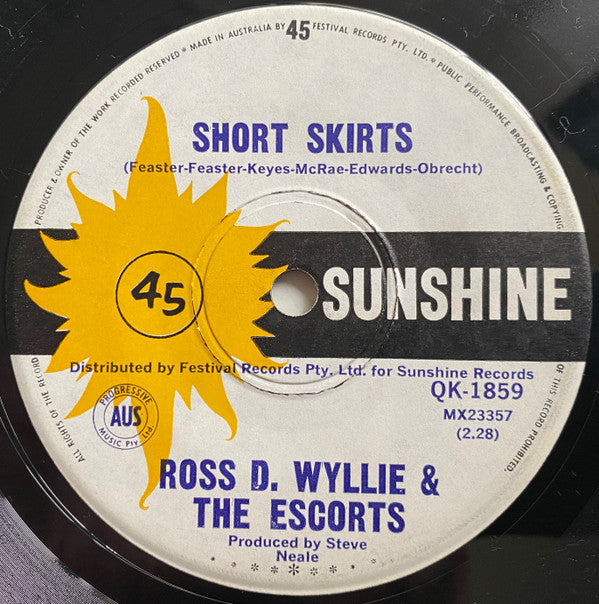 PRODUCER & OWNER OF THE WORK RECORDED RESERVED * MADE IN AUSTRALIA BY 45 FESTIVAL RECORDS PTY. LTD. * PUBLIC PERFORMANCE BROADCASTING & COPYING OF THIS RECORD PROHIBITED.
ALL RIGHTS OF THE RECORD
SHORT SKIRTS
(Feaster-Feaster-Keyes-McRae-Edwards-Obrecht)
45
SUNSHINE
Distributed by Festival Records Pty. Ltd. for Sunshine Records
QK-1859
MX23357
(2.28)
PROGRESSIVE
AUS
MUSIC Pty. Ltd.
ROSS D. WYLLIE &
THE ESCORTS
Produced by Steve
Neale